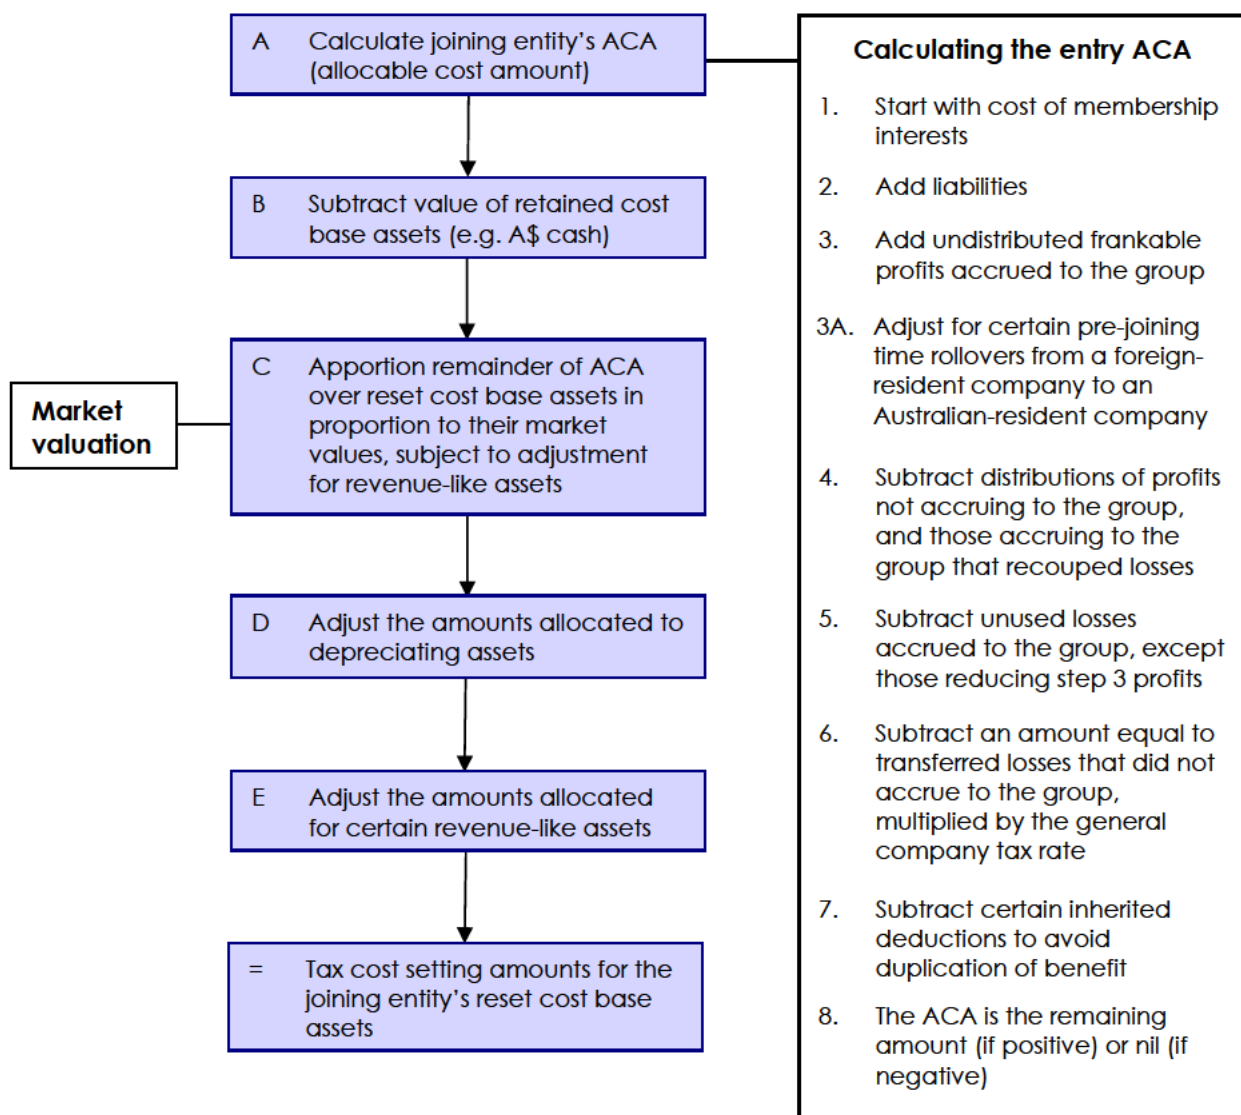 A Calculate joining entity's ACA
(allocable cost amount)
B Subtract value of retained cost
base assets (e.g. A$ cash)
Market
valuation
C Apportion remainder of ACA
over reset cost base assets in
proportion to their market
values, subject to adjustment
for revenue-like assets
D Adjust the amounts allocated to
depreciating assets
E Adjust the amounts allocated
for certain revenue-like assets
= Tax cost setting amounts for the
joining entity's reset cost base
assets
Calculating the entry ACA
1. Start with cost of membership
interests
2. Add liabilities
3. Add undistributed frankable
profits accrued to the group
3A. Adjust for certain pre-joining
time rollovers from a foreign-
resident company to an
Australian-resident company
4. Subtract distributions of profits
not accruing to the group,
and those accruing to the
group that recouped losses
5. Subtract unused losses
accrued to the group, except
those reducing step 3 profits
6. Subtract an amount equal to
transferred losses that did not
accrue to the group,
multiplied by the general
company tax rate
7. Subtract certain inherited
deductions to avoid
duplication of benefit
8. The ACA is the remaining
amount (if positive) or nil (if
negative)